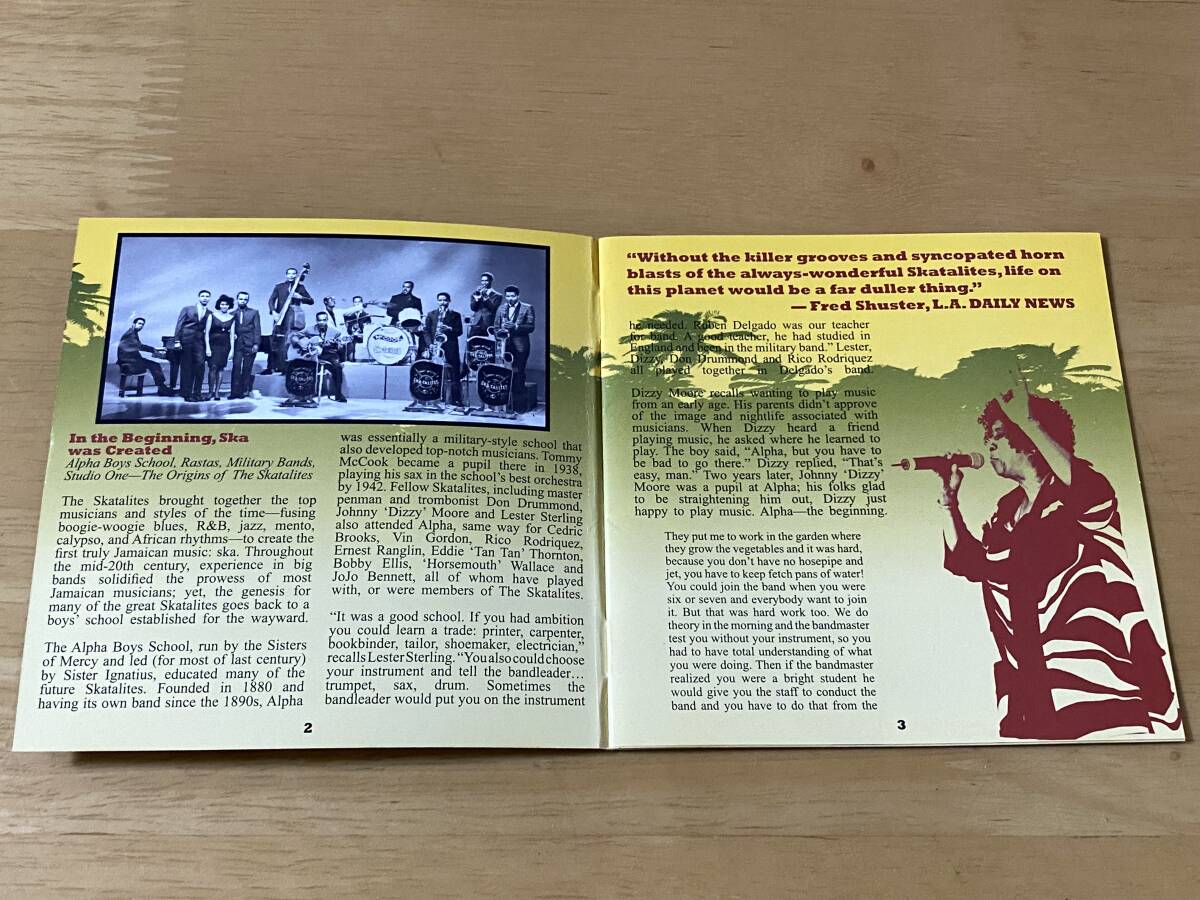 In the Beginning, Ska
was Created
Alpha Boys School, Rastas, Military Bands,
Studio One—The Origins of The Skatalites
The Skatalites brought together the top
musicians and styles of the time—fusing
boogie-woogie blues, R&B, jazz, mento,
calypso, and African rhythms—to create the
first truly Jamaican music: ska. Throughout
the mid-20th century, experience in big
bands solidified the prowess of most
Jamaican musicians; yet, the genesis for
many of the great Skatalites goes back to a
boys' school established for the wayward.
The Alpha Boys School, run by the Sisters
of Mercy and led (for most of last century)
by Sister Ignatius, educated many of the
future Skatalites. Founded in 1880 and
having its own band since the 1890s, Alpha
was essentially a military-style school that
also developed top-notch musicians. Tommy
McCook became a pupil there in 1938,
playing his sax in the school's best orchestra
by 1942. Fellow Skatalites, including master
penman and trombonist Don Drummond,
Johnny 'Dizzy' Moore and Lester Sterling
also attended Alpha, same way for Cedric
Brooks, Vin Gordon, Rico Rodriquez,
Ernest Ranglin, Eddie 'Tan Tan' Thornton,
Bobby Ellis, 'Horsemouth' Wallace and
JoJo Bennett, all of whom have played
with, or were members of The Skatalites.
"It was a good school. If you had ambition
you could learn a trade: printer, carpenter,
bookbinder, tailor, shoemaker, electrician,"
recalls Lester Sterling. "You also could choose
your instrument and tell the bandleader...
trumpet, sax, drum. Sometimes the
bandleader would put you on the instrument
2
"Without the killer grooves and syncopated horn
blasts of the always-wonderful Skatalites, life on
this planet would be a far duller thing."
— Fred Shuster, L.A. DAILY NEWS
he needed. Ruben Delgado was our teacher
for band. A good teacher, he had studied in
England and been in the military band." Lester,
Dizzy, Don Drummond and Rico Rodriquez
all played together in Delgado's band.
Dizzy Moore recalls wanting to play music
from an early age. His parents didn't approve
of the image and nightlife associated with
musicians. When Dizzy heard a friend
playing music, he asked where he learned to
play. The boy said, "Alpha, but you have to
be bad to go there." Dizzy replied, "That's
easy, man." Two years later, Johnny 'Dizzy'
Moore was a pupil at Alpha; his folks glad
to be straightening him out, Dizzy just
happy to play music. Alpha—the beginning.
They put me to work in the garden where
they grow the vegetables and it was hard,
because you don't have no hosepipe and
jet, you have to keep fetch pans of water!
You could join the band when you were
six or seven and everybody want to join
it. But that was hard work too. We do
theory in the morning and the bandmaster
test you without your instrument, so you
had to have total understanding of what
you were doing. Then if the bandmaster
realized you were a bright student he
would give you the staff to conduct the
band and you have to do that from the
3